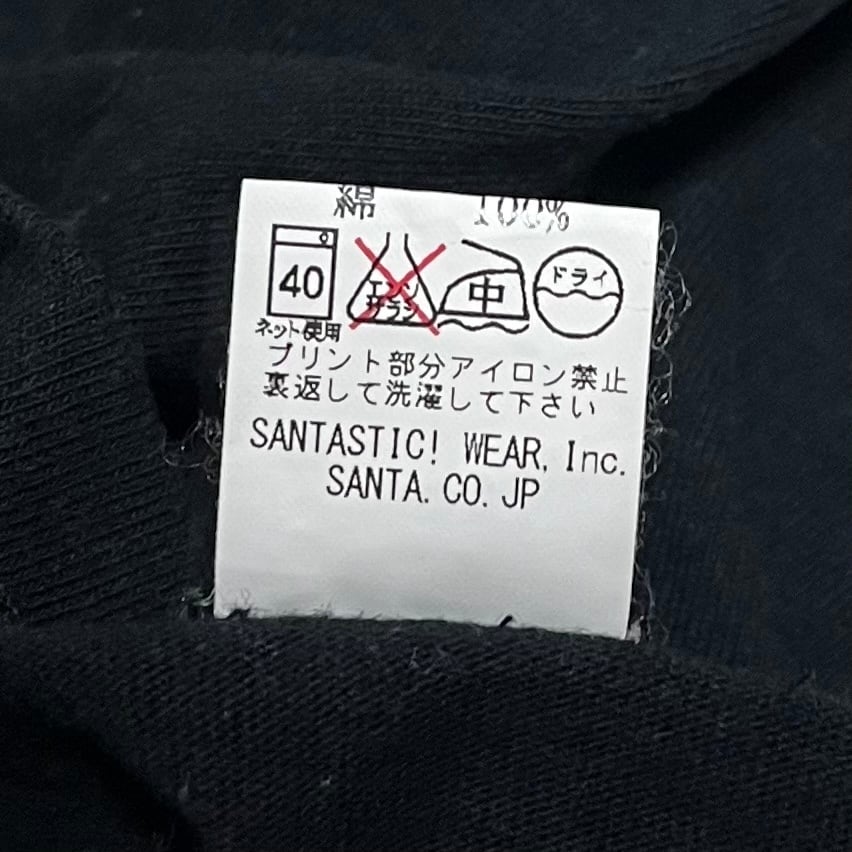 綿 100%
40 エンソ サラシ 中 ドライ
ネット使用
プリント部分アイロン禁止
裏返して洗濯して下さい
SANTASTIC! WEAR, Inc.
SANTA. CO. JP